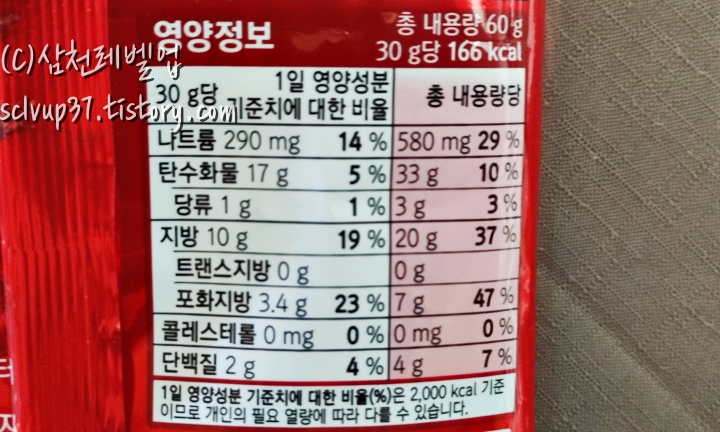 영양정보
총 내용량 60 g
30 g당 166 kcal
(C)삼천레벨업
sclvup37.tistory.com
30 g당 1일 영양성분 기준치에 대한 비율 총 내용량당
나트륨 290 mg 14 % 580 mg 29 %
탄수화물 17 g 5 % 33 g 10 %
당류 1 g 1 % 3 g 3 %
지방 10 g 19 % 20 g 37 %
트랜스지방 0 g 0 g
포화지방 3.4 g 23 % 7 g 47 %
콜레스테롤 0 mg 0 % 0 mg 0 %
단백질 2 g 4 % 4 g 7 %
1일 영양성분 기준치에 대한 비율(%)은 2,000 kcal 기준
이므로 개인의 필요 열량에 따라 다를 수 있습니다.